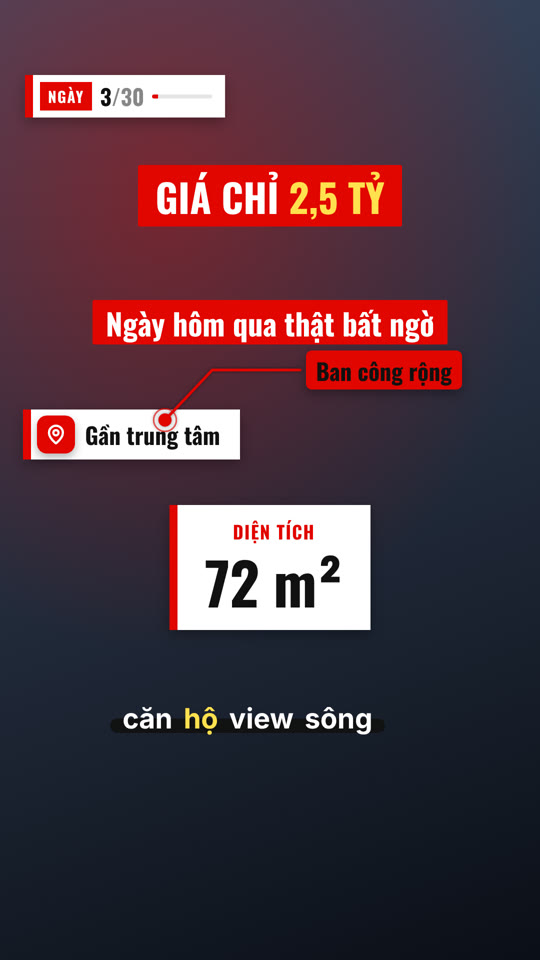 NGÀY 3/30
GIÁ CHỈ 2,5 TỶ
Ngày hôm qua thật bất ngờ
Ban công rộng
Gần trung tâm
DIỆN TÍCH
72 m²
căn hộ view sông